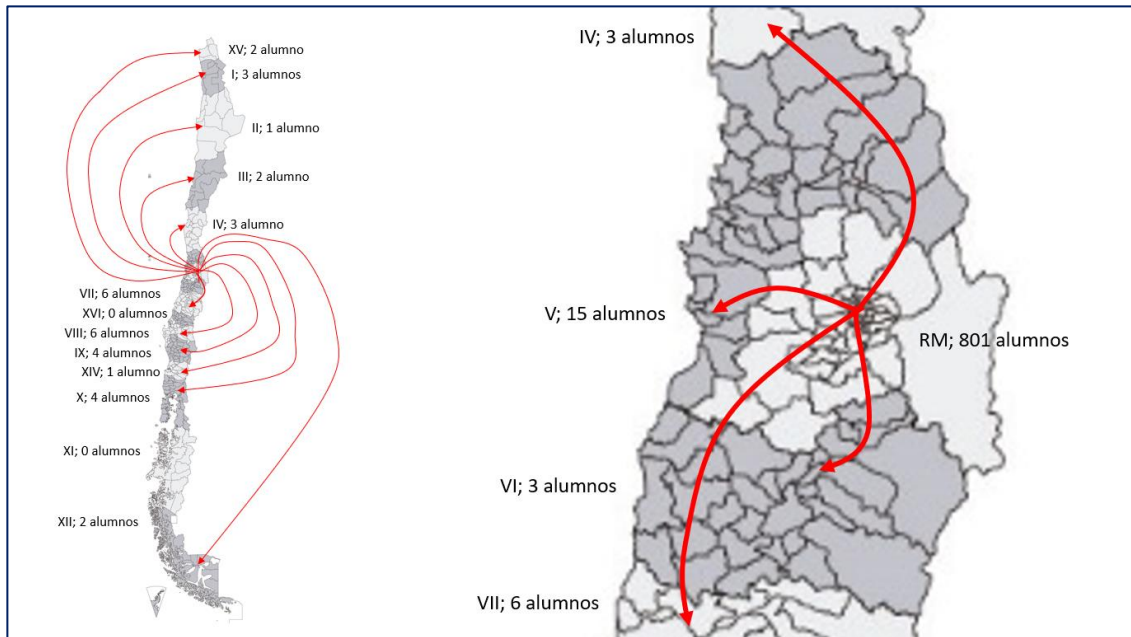 XV; 2 alumno
I; 3 alumnos
II; 1 alumno
III; 2 alumno
IV; 3 alumno
VII; 6 alumnos
XVI; 0 alumnos
VIII; 6 alumnos
IX; 4 alumnos
XIV; 1 alumno
X; 4 alumnos
XI; 0 alumnos
XII; 2 alumnos
IV; 3 alumnos
V; 15 alumnos
RM; 801 alumnos
VI; 3 alumnos
VII; 6 alumnos